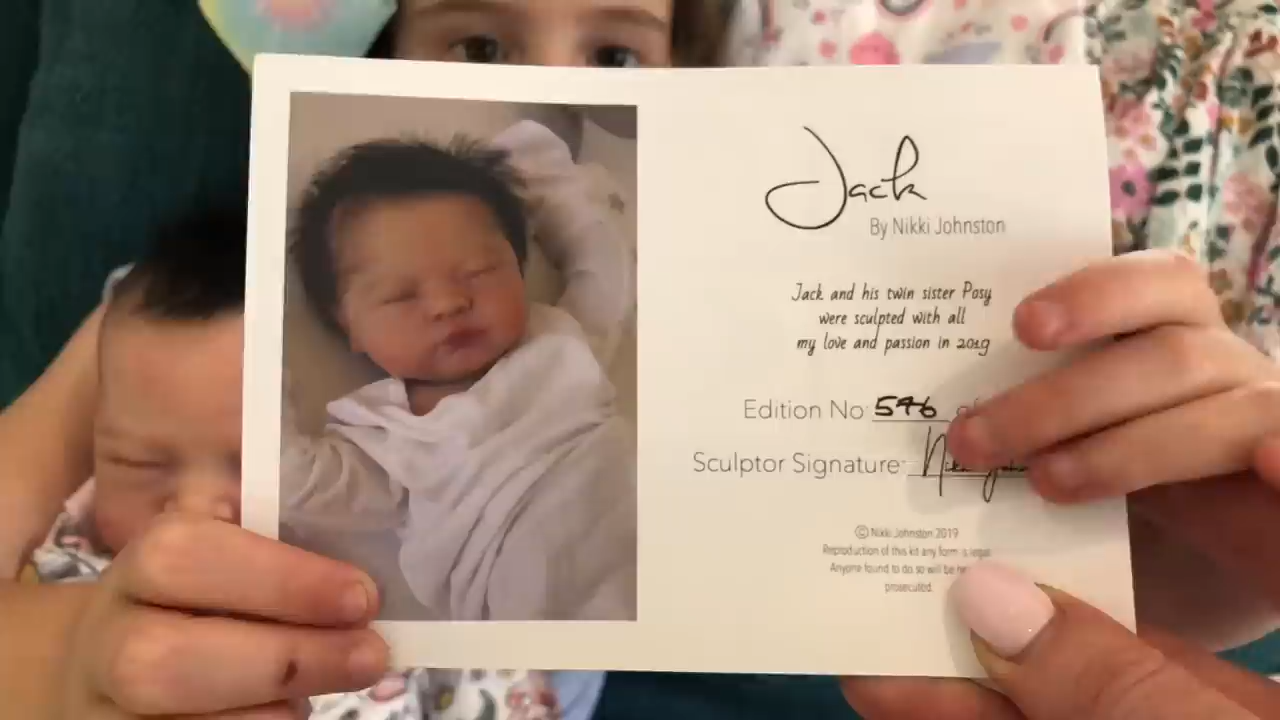 Jack
By Nikki Johnston
Jack and his twin sister Posy
were sculpted with all
my love and passion in 2019
Edition No: 546
Sculptor Signature:
© Nikki Johnston 2019
Reproduction of this kit any form is
Anyone found to do so will be
prosecuted.